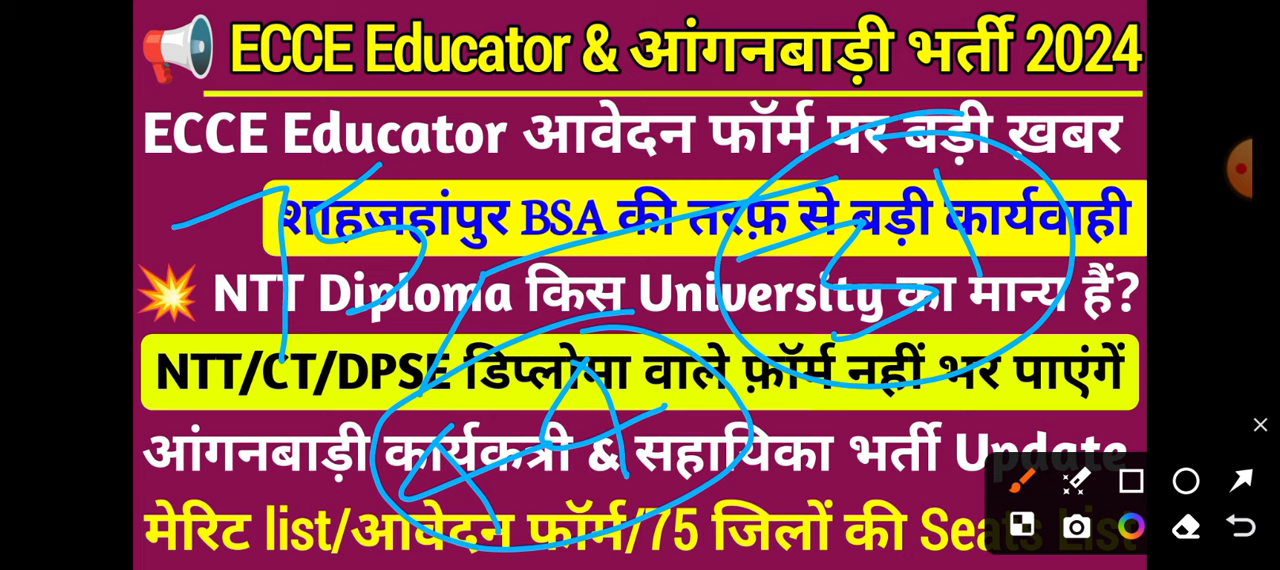 ECCE Educator & आंगनबाड़ी भर्ती 2024
ECCE Educator आवेदन फॉर्म पर बड़ी ख़बर
शाहजहांपुर BSA की तरफ़ से बड़ी कार्यवाही
NTT Diploma किस University का मान्य हैं?
NTT/CT/DPSE डिप्लोमा वाले फ़ॉर्म नहीं भर पाएंगें
आंगनबाड़ी कार्यकत्री & सहायिका भर्ती Update
मेरिट list/आवेदन फ़ॉर्म/75 जिलों की Seats List